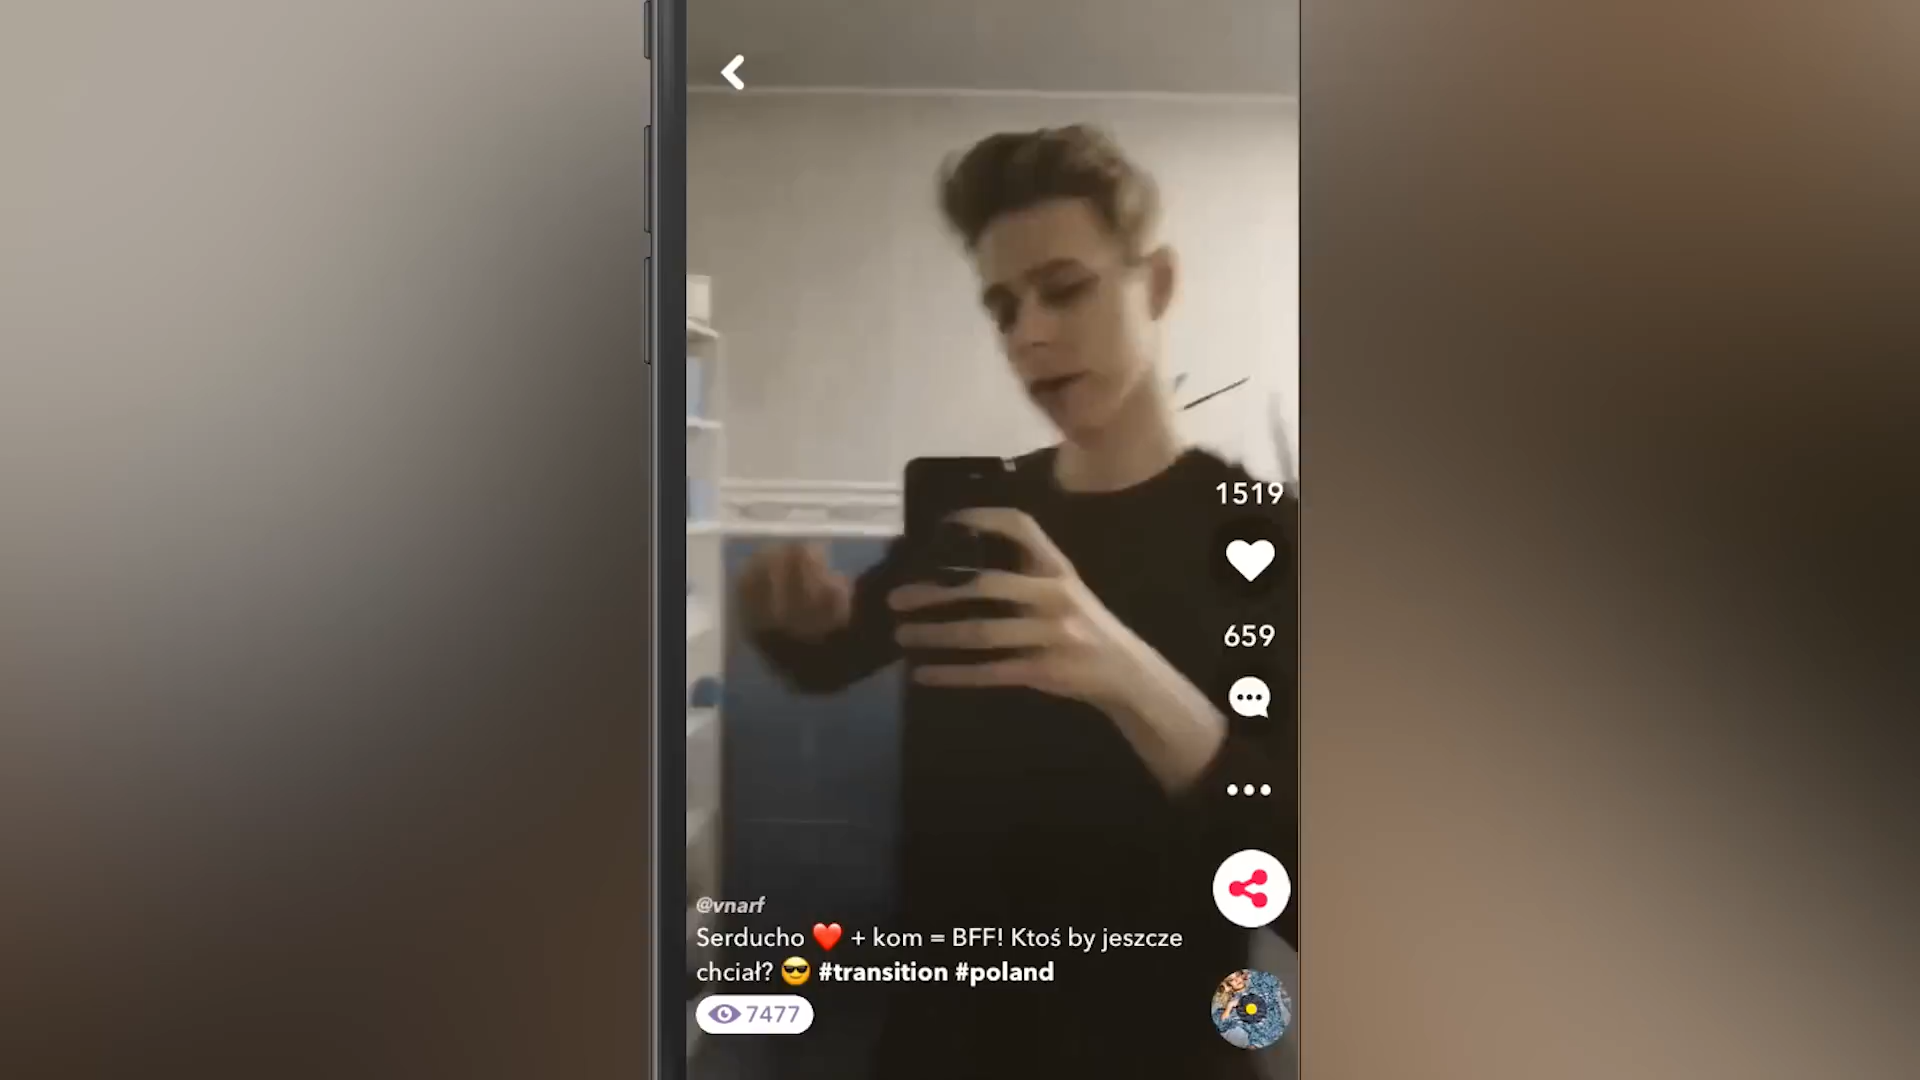 1519
659
@vnarf
Serducho ❤️ + kom = BFF! Ktoś by jeszcze
chciał? 😎 #transition #poland
7477